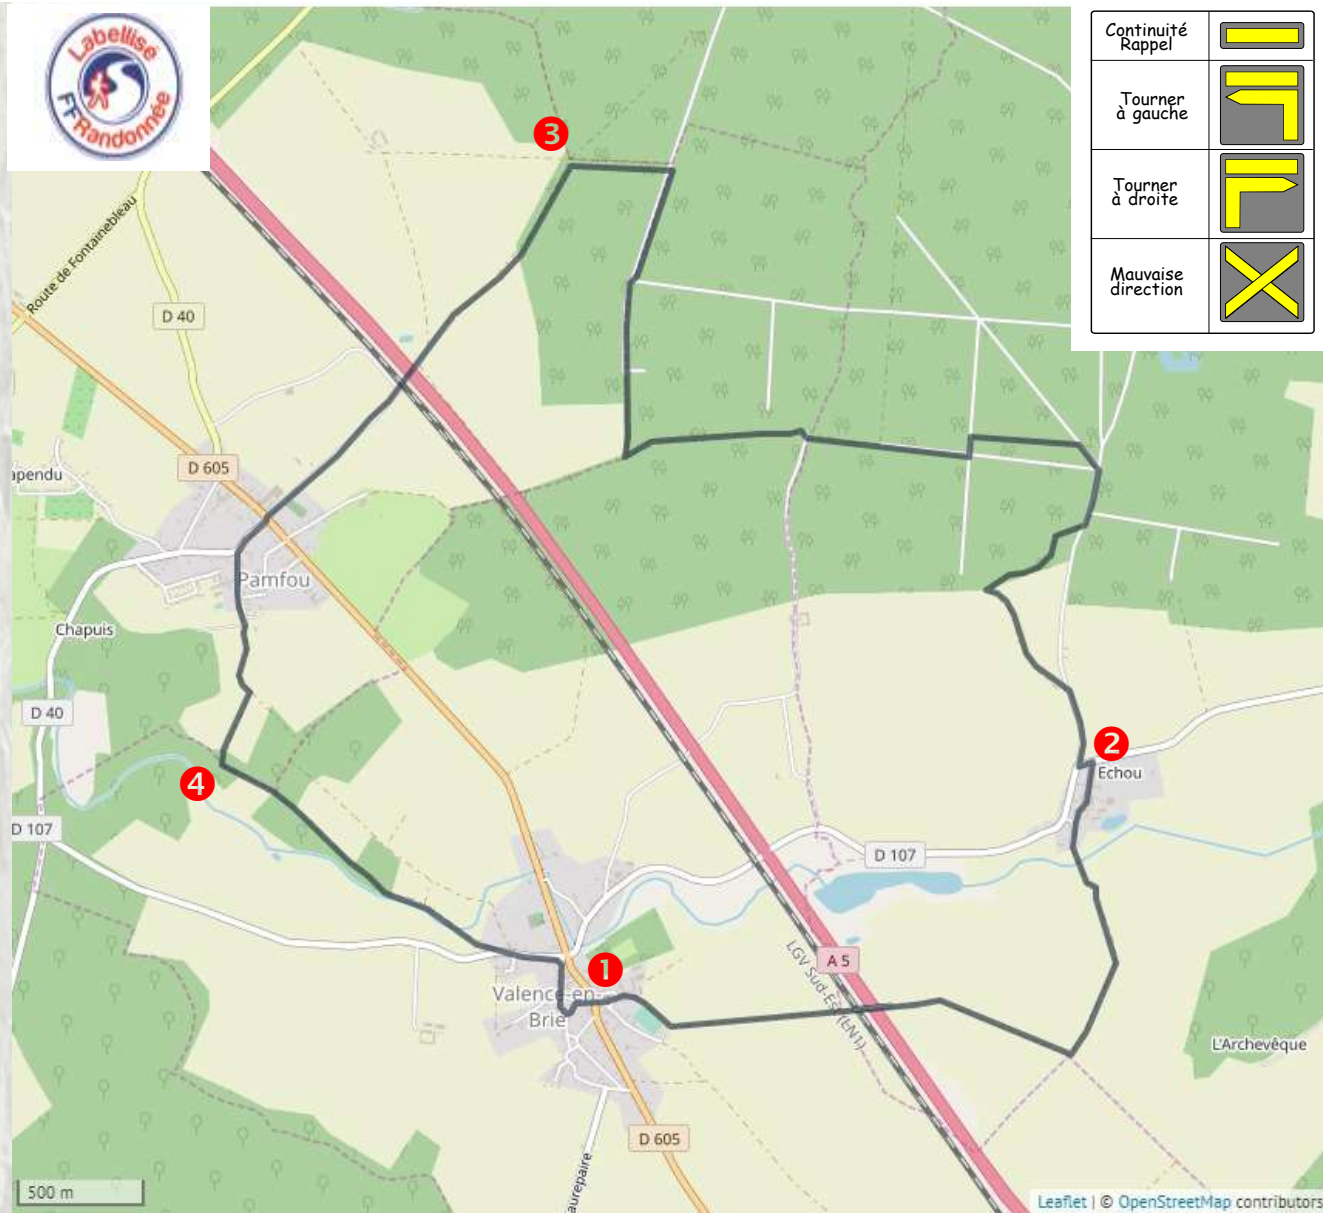 Labellisé
FFRandonnée
Continuité
Rappel
Tourner
à gauche
Tourner
à droite
Mauvaise
direction
3
Route de Fontainebleau
D 40
D 605
apendu
Pamfou
Chapuis
D 40
4
D 107
2
Echou
D 107
1
Valence-en-
Brie
A 5
LGV Sud-Est (LN1)
L'Archevêque
D 605
aurepaire
500 m
Leaflet | © OpenStreetMap contributors